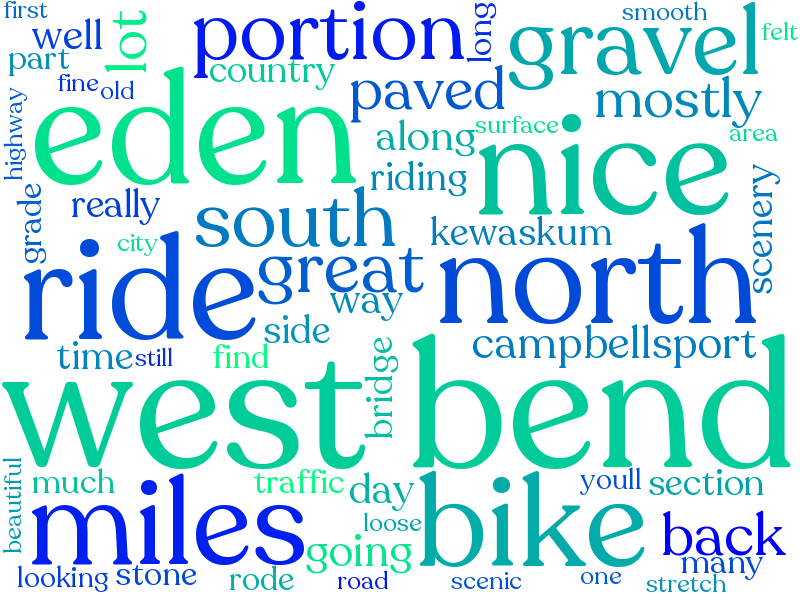 first
well
part
lot
portion
long
gravel
smooth
felt
fine
old
country
paved
mostly
highway
eden
along
surface
nice
area
riding
grade
really
city
south
kewaskum
scenery
ride
great
way
north
side
time
still
find
bridge
campbellsport
west bend
beautiful
much
traffic
day
youll
section
miles
loose
bike
back
going
many
looking
stone
rode
road
scenic
one
stretch